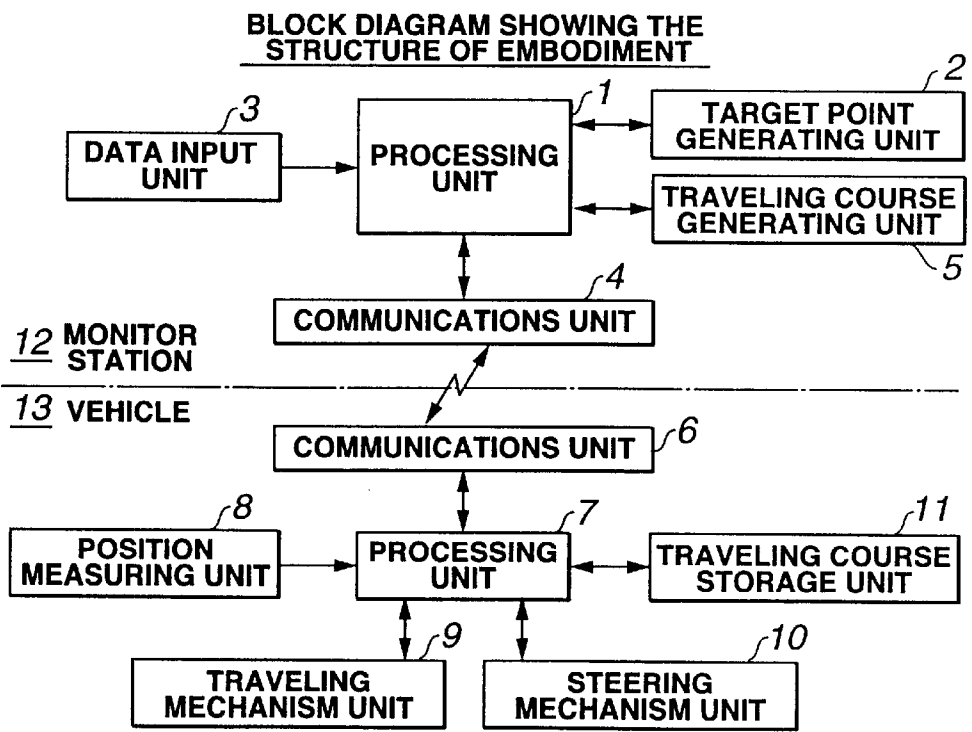 BLOCK DIAGRAM SHOWING THE
STRUCTURE OF EMBODIMENT
1
2
3
PROCESSING
UNIT
TARGET POINT
GENERATING UNIT
DATA INPUT
UNIT
TRAVELING COURSE
GENERATING UNIT
5
4
COMMUNICATIONS UNIT
12 MONITOR
STATION
13 VEHICLE
COMMUNICATIONS UNIT
6
8
7
11
POSITION
MEASURING UNIT
PROCESSING
UNIT
TRAVELING COURSE
STORAGE UNIT
9
10
TRAVELING
MECHANISM UNIT
STEERING
MECHANISM UNIT